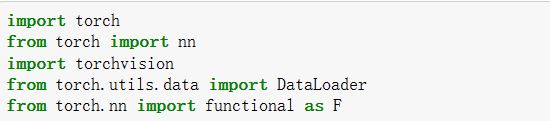 import torch
from torch import nn
import torchvision
from torch.utils.data import DataLoader
from torch.nn import functional as F